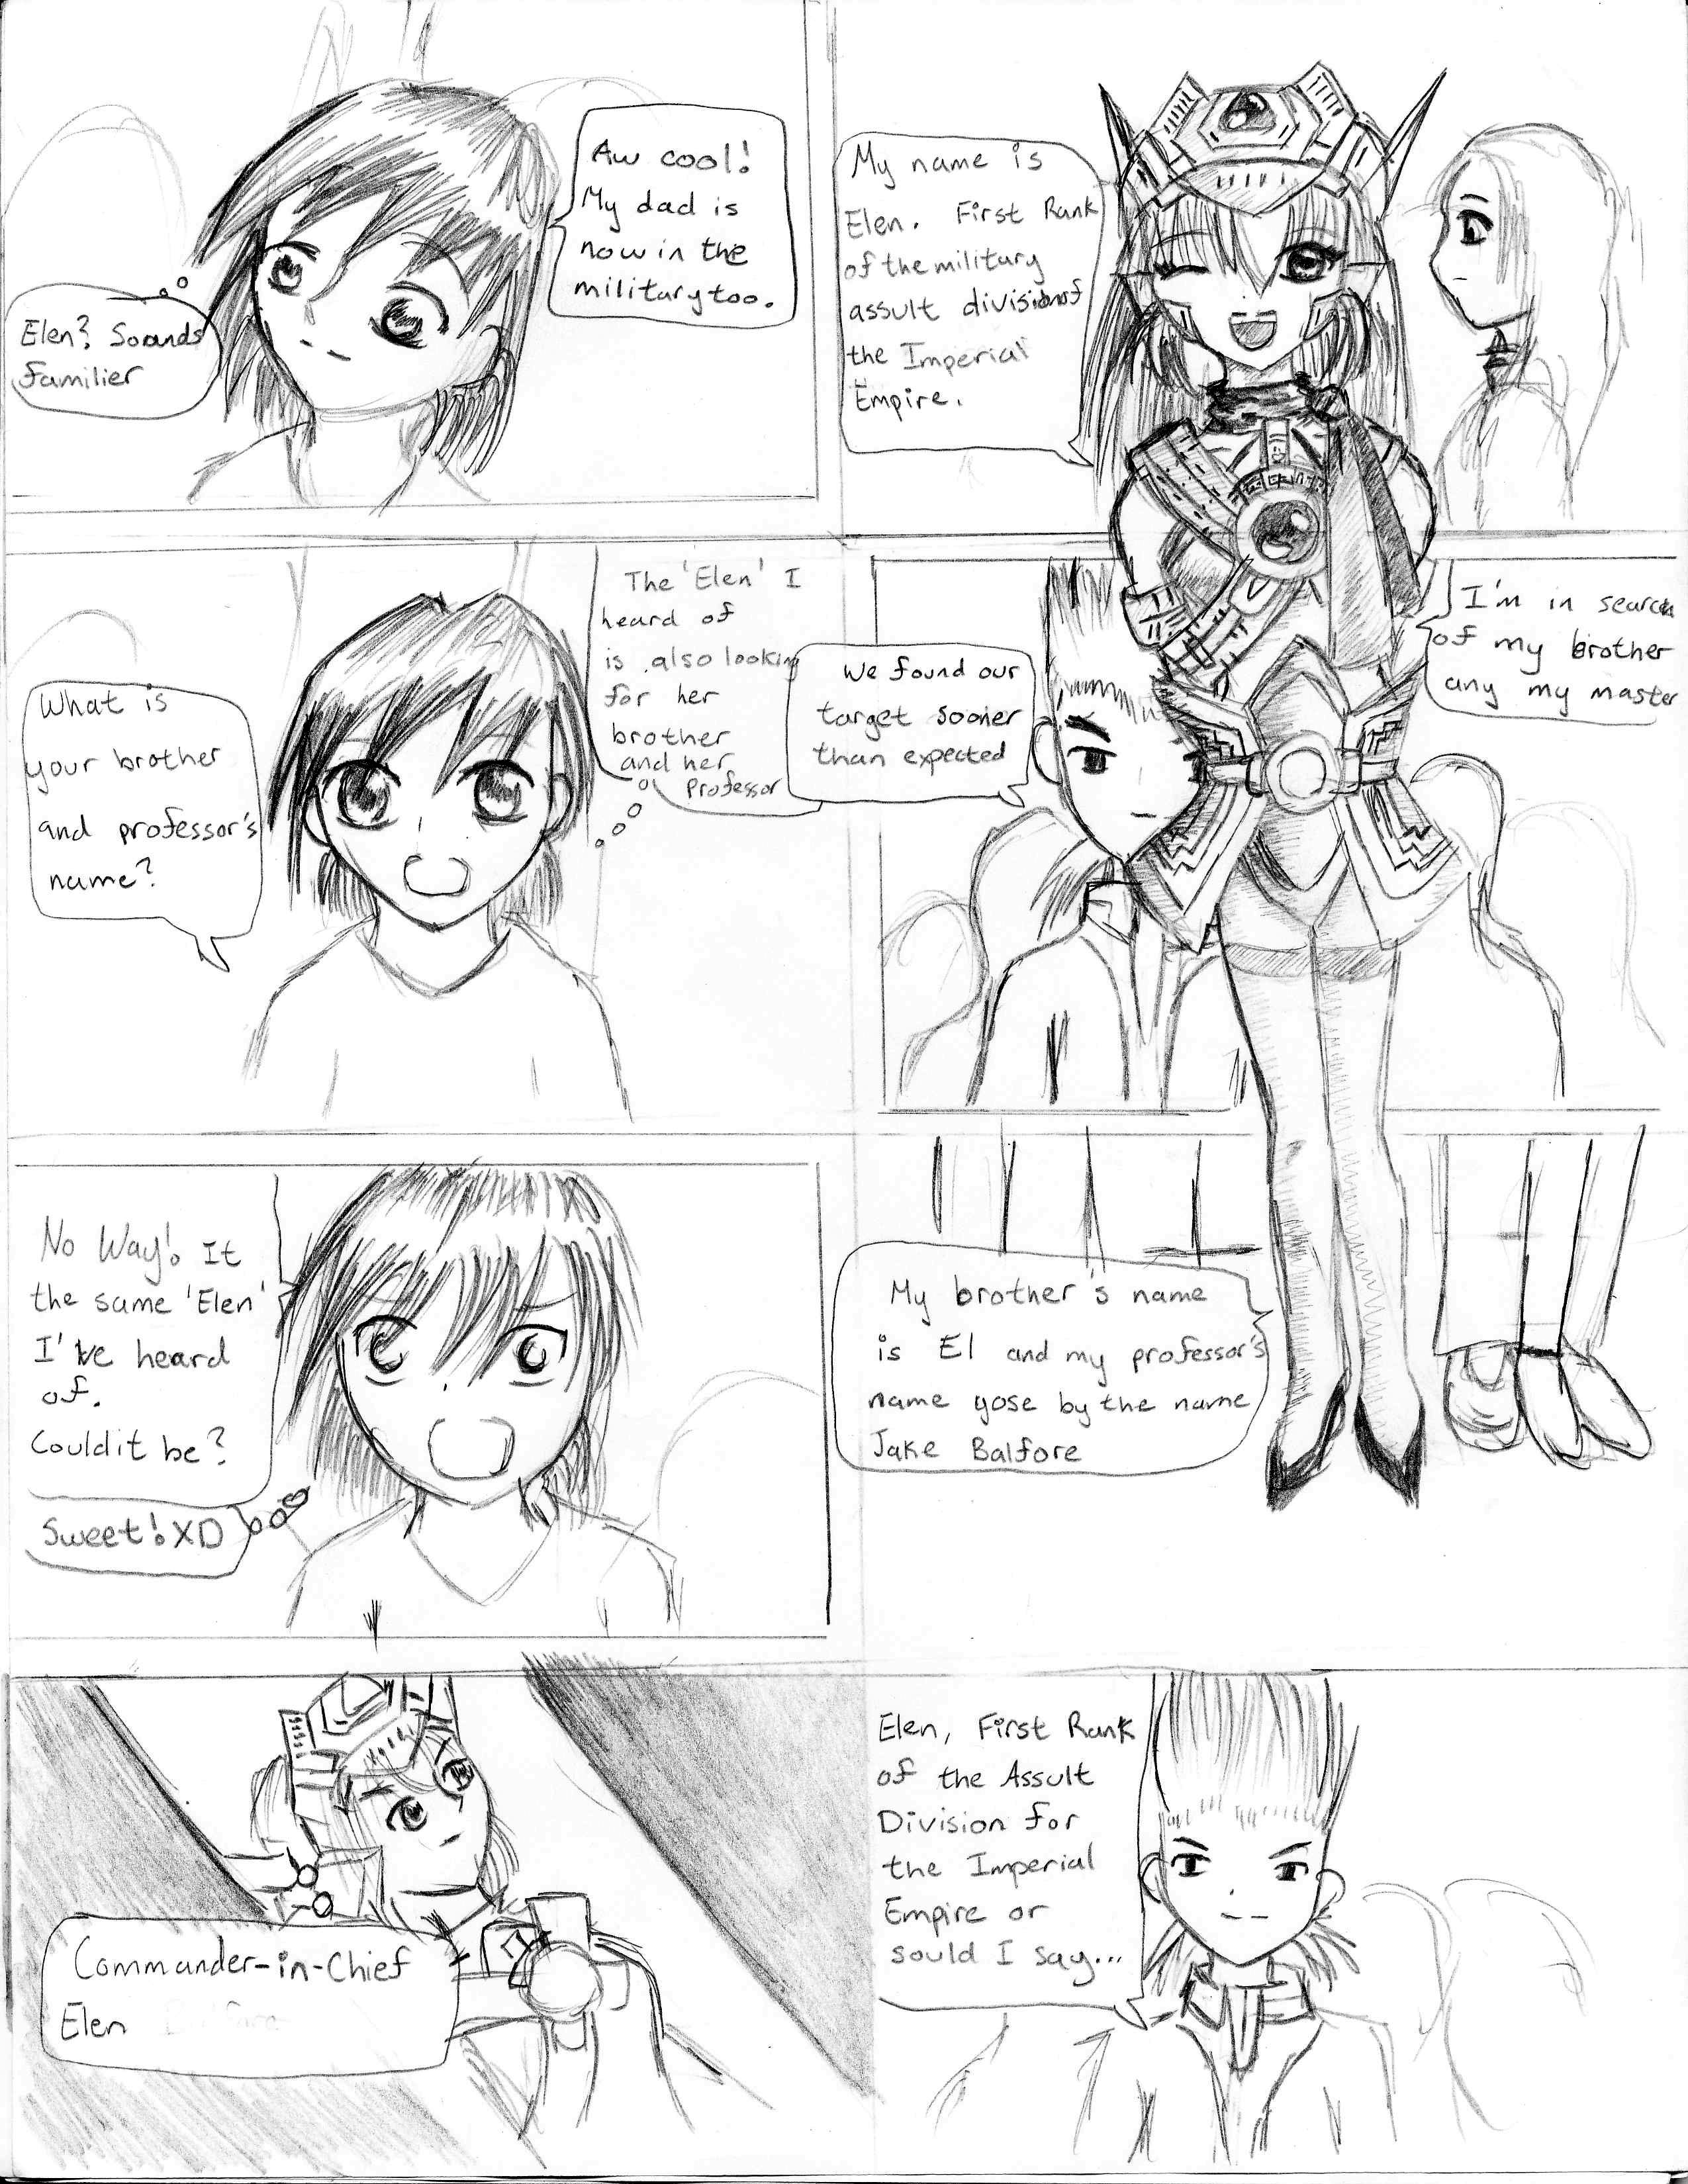 My name is
Elen. First Rank
of the military
assult division of
the Imperial
Empire.
Aw cool!
My dad is
now in the
military too.
Elen? Soands
familier
I'm in search
of my brother
any my master
We found our
target sooner
than expected
The 'Elen' I
heard of
is also looking
for her
brother
and her
Professor
What is
your brother
and professor's
name?
My brother's name
is El and my professor's
name gose by the name
Jake Balfore
No Way! It
the same 'Elen'
I've heard
of.
Could it be?
Sweet! XD
Elen, First Rank
of the Assult
Division for
the Imperial
Empire or
sould I say...
Commander-in-Chief
Elen